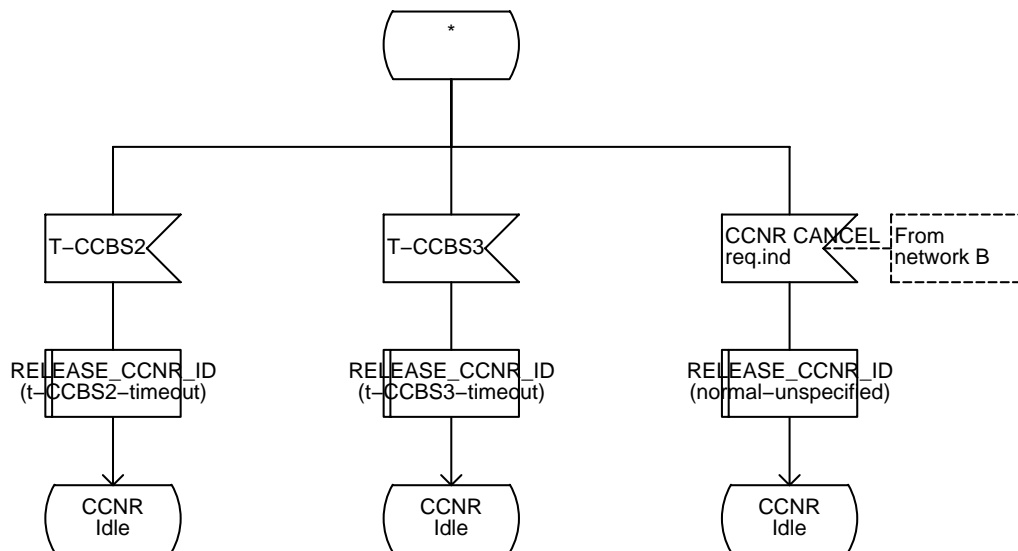 *
T–CCBS2
T–CCBS3
CCNR CANCEL
req.ind
From
network B
RELEASE_CCNR_ID
(t–CCBS2–timeout)
RELEASE_CCNR_ID
(t–CCBS3–timeout)
RELEASE_CCNR_ID
(normal–unspecified)
CCNR
Idle
CCNR
Idle
CCNR
Idle